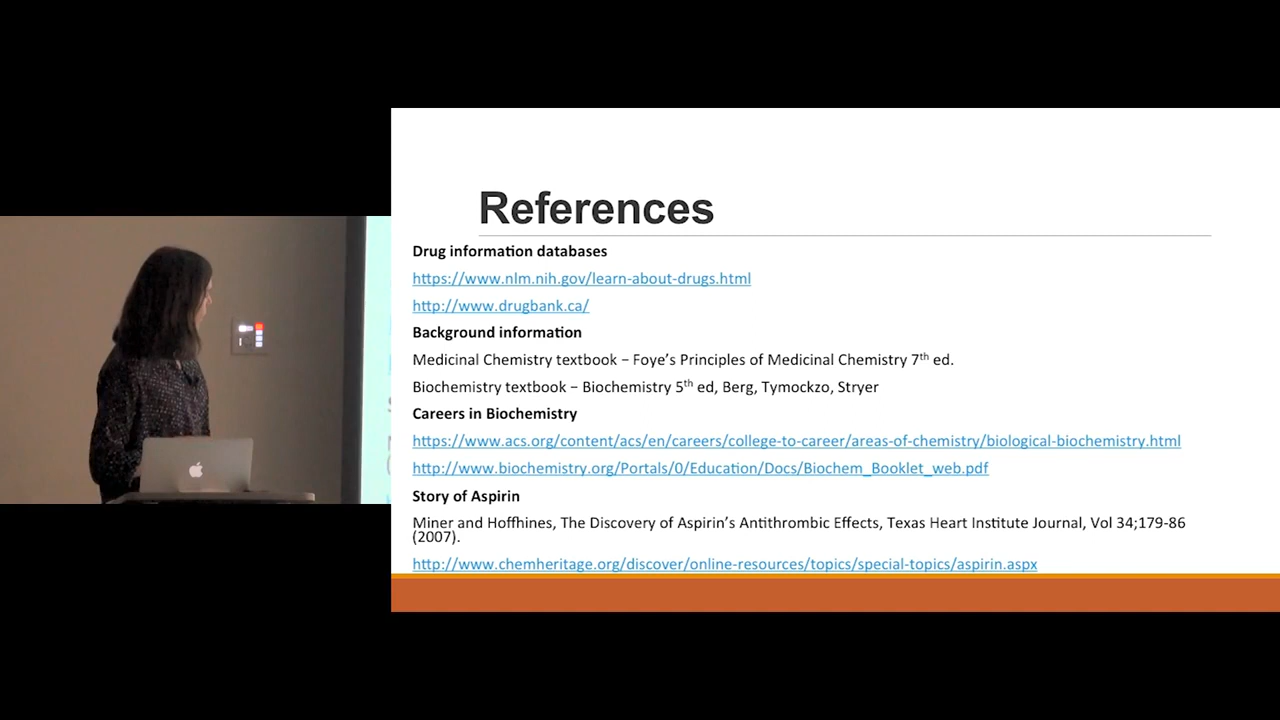 References
Drug information databases
https://www.nlm.nih.gov/learn-about-drugs.html
http://www.drugbank.ca/
Background information
Medicinal Chemistry textbook – Foye's Principles of Medicinal Chemistry 7th ed.
Biochemistry textbook – Biochemistry 5th ed, Berg, Tymockzo, Stryer
Careers in Biochemistry
https://www.acs.org/content/acs/en/careers/college-to-career/areas-of-chemistry/biological-biochemistry.html
http://www.biochemistry.org/Portals/0/Education/Docs/Biochem_Booklet_web.pdf
Story of Aspirin
Miner and Hoffhines, The Discovery of Aspirin's Antithrombic Effects, Texas Heart Institute Journal, Vol 34;179-86
(2007).
http://www.chemheritage.org/discover/online-resources/topics/special-topics/aspirin.aspx